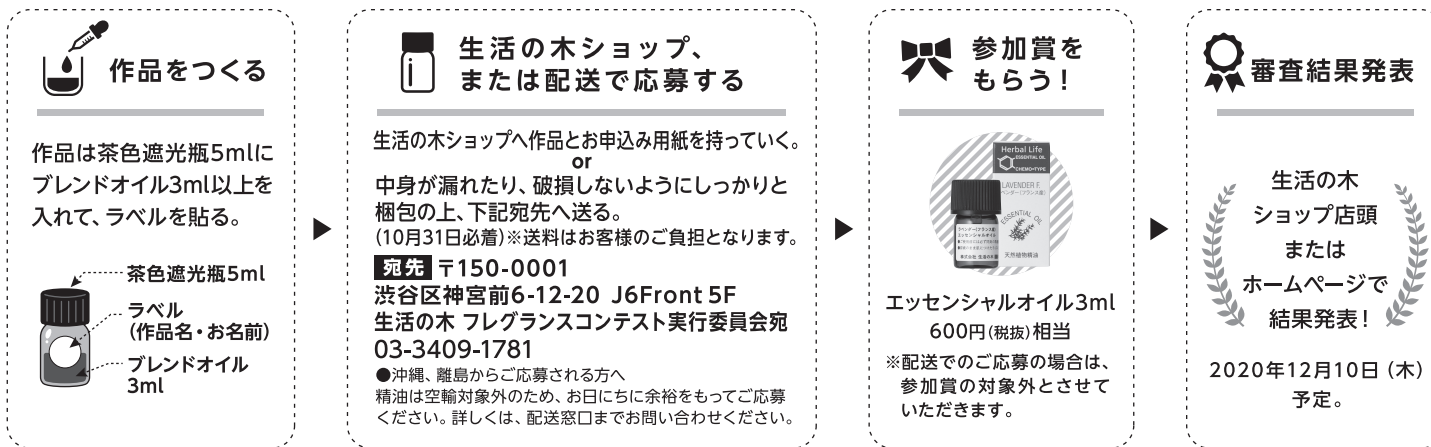 作品をつくる
作品は茶色遮光瓶5mlに
ブレンドオイル3ml以上を
入れて、ラベルを貼る。
茶色遮光瓶5ml
ラベル
(作品名・お名前)
ブレンドオイル
3ml
生活の木ショップ、
または配送で応募する
生活の木ショップへ作品とお申込み用紙を持っていく。
or
中身が漏れたり、破損しないようにしっかりと
梱包の上、下記宛先へ送る。
(10月31日必着)※送料はお客様のご負担となります。
宛先 〒150-0001
渋谷区神宮前6-12-20 J6Front 5F
生活の木 フレグランスコンテスト実行委員会宛
03-3409-1781
●沖縄、離島からご応募される方へ
精油は空輸対象外のため、お日にちに余裕をもってご応募
ください。詳しくは、配送窓口までお問い合わせください。
参加賞を
もらう!
Herbal Life
ESSENTIAL OIL
CHEMO-TYPE
LAVENDER F.
ラベンダー(フランス産)
ESSENTIAL OIL
天然植物精油
エッセンシャルオイル3ml
600円(税抜)相当
※配送でのご応募の場合は、
参加賞の対象外とさせて
いただきます。
審査結果発表
生活の木
ショップ店頭
または
ホームページで
結果発表!
2020年12月10日(木)
予定。